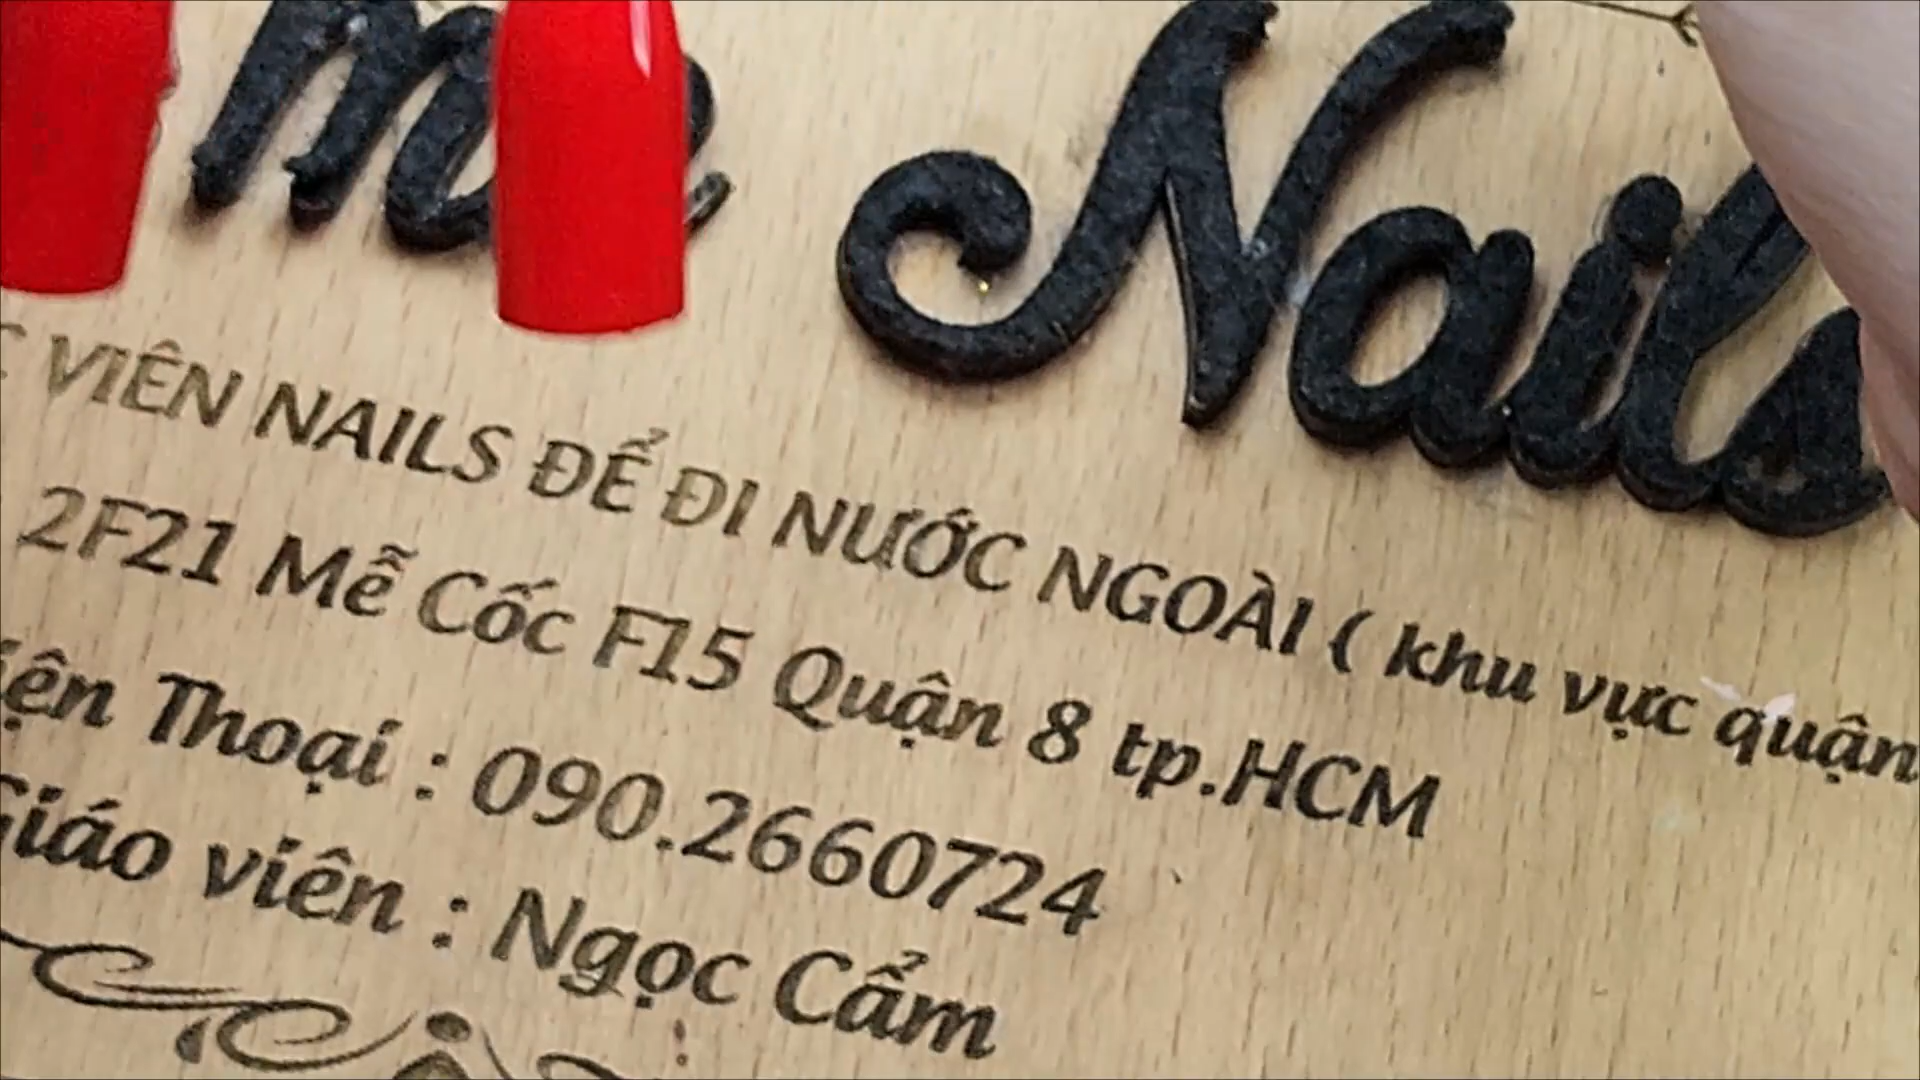 Nails
VIÊN NAILS ĐỂ ĐI NƯỚC NGOÀI ( khu vực quận
2F21 Mễ Cốc F15 Quận 8 tp.HCM
Thoại : 090.2660724
Giáo viên : Ngọc Cẩm